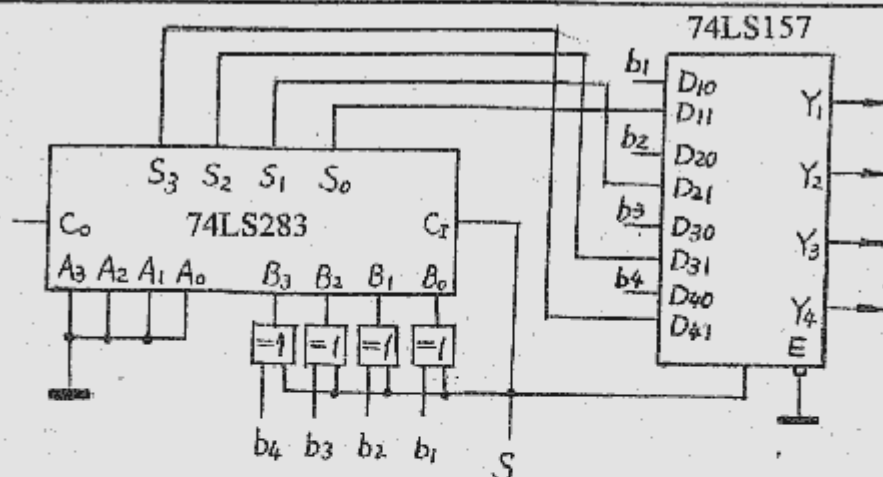 74LS157
b1 D10 Y1
D11
b2 D20 Y2
D21
b3 D30 Y3
D31
b4 D40 Y4
D41
E
S3 S2 S1 S0
C0 74LS283 CI
A3 A2 A1 A0 B3 B2 B1 B0
=1 =1 =1 =1
b4 b3 b2 b1
S